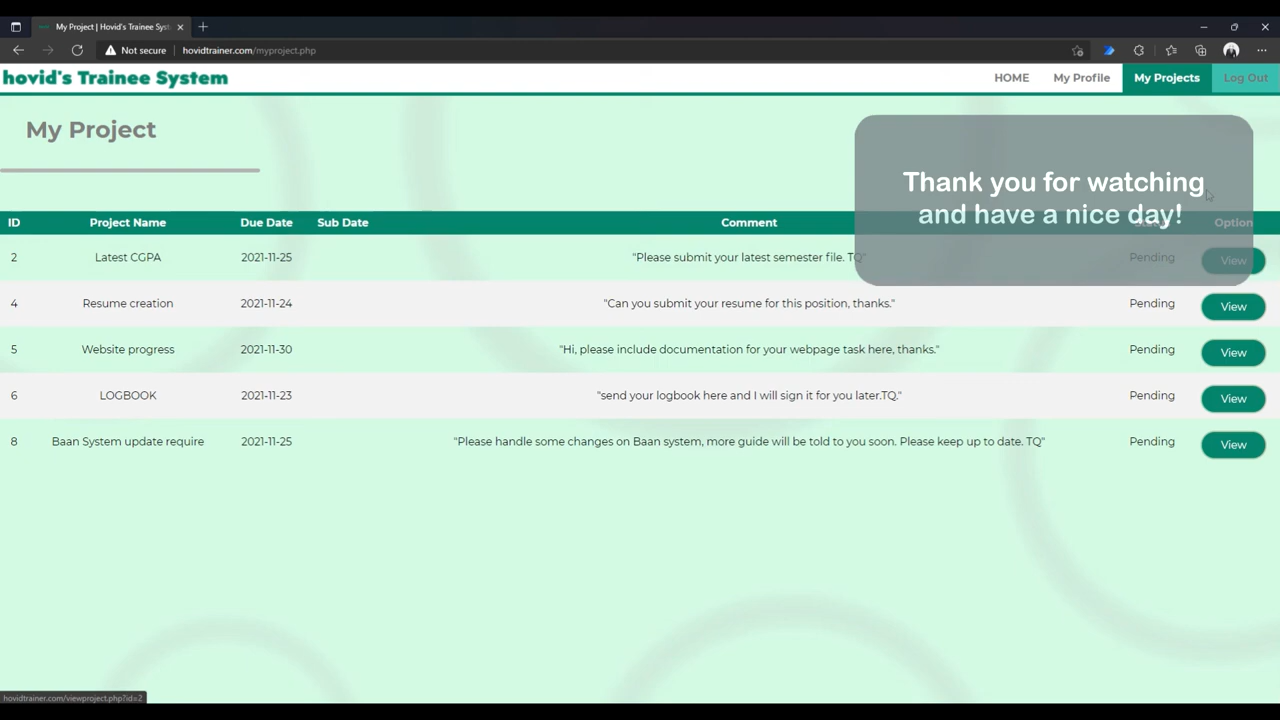 My Project | Hovid's Trainee Syst
Not secure
hovidtrainer.com/myproject.php
hovid's Trainee System
HOME
My Profile
My Projects
Log Out
My Project
Thank you for watching
and have a nice day!
ID Project Name Due Date Sub Date Comment Status Option
2 Latest CGPA 2021-11-25 "Please submit your latest semester file. TQ" Pending View
4 Resume creation 2021-11-24 "Can you submit your resume for this position, thanks." Pending View
5 Website progress 2021-11-30 "Hi, please include documentation for your webpage task here, thanks." Pending View
6 LOGBOOK 2021-11-23 "send your logbook here and I will sign it for you later.TQ." Pending View
8 Baan System update require 2021-11-25 "Please handle some changes on Baan system, more guide will be told to you soon. Please keep up to date. TQ" Pending View
hovidtrainer.com/viewproject.php?id=2